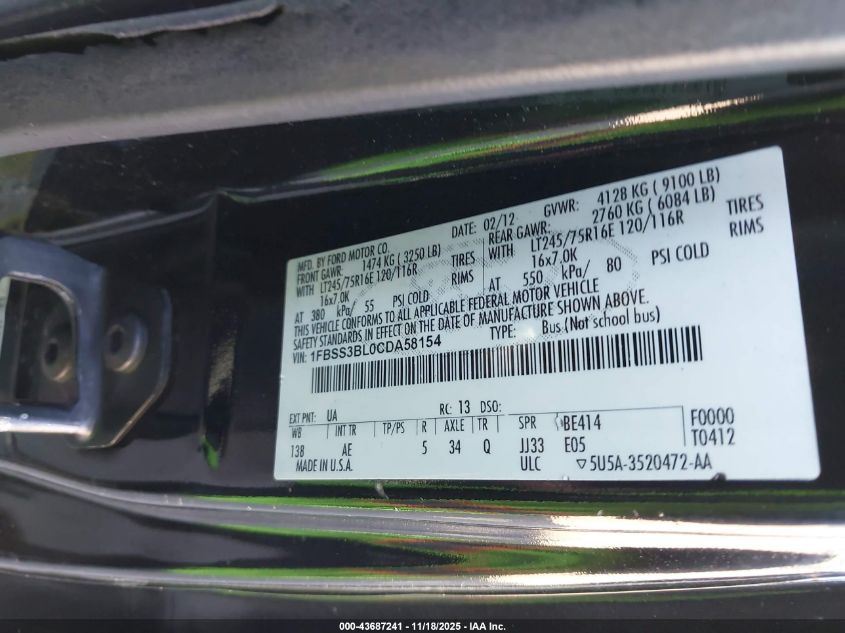 MFD. BY FORD MOTOR CO. DATE: 02/12 GVWR: 4128 KG ( 9100 LB)
FRONT GAWR: 1474 KG ( 3250 LB) REAR GAWR: 2760 KG ( 6084 LB)
WITH LT245/75R16E 120/116R TIRES WITH LT245/75R16E 120/116R TIRES
16x7.0K RIMS 16x7.0K RIMS
AT 380 kPa/ 55 PSI COLD AT 550 kPa/ 80 PSI COLD
THIS VEHICLE CONFORMS TO ALL APPLICABLE FEDERAL MOTOR VEHICLE
SAFETY STANDARDS IN EFFECT ON THE DATE OF MANUFACTURE SHOWN ABOVE.
VIN: 1FBSS3BL0CDA58154 TYPE: Bus (Not school bus)
EXT PNT: UA RC: 13 DSO:
WB INT TR TP/PS R AXLE TR SPR BE414 F0000
138 AE 5 34 Q JJ33 E05 T0412
MADE IN U.S.A. ULC ▽5U5A-3520472-AA
000-43687241 - 11/18/2025 - IAA Inc.